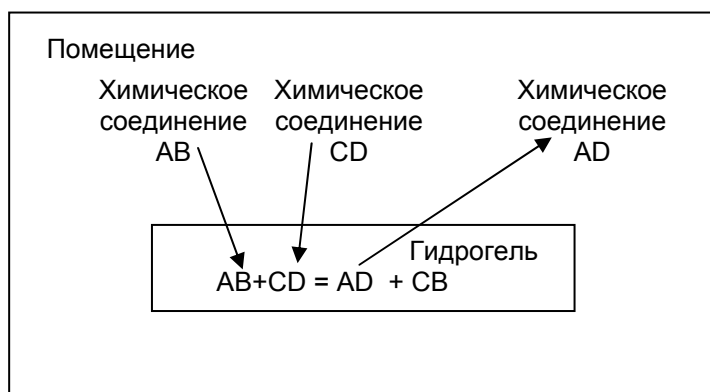 Помещение
Химическое соединение AB
Химическое соединение CD
Химическое соединение AD
Гидрогель
AB+CD = AD + CB